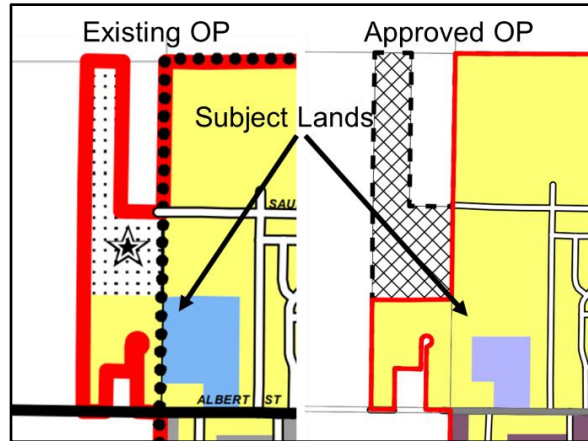 Existing OP
Approved OP
Subject Lands
SAU
ALBERT ST